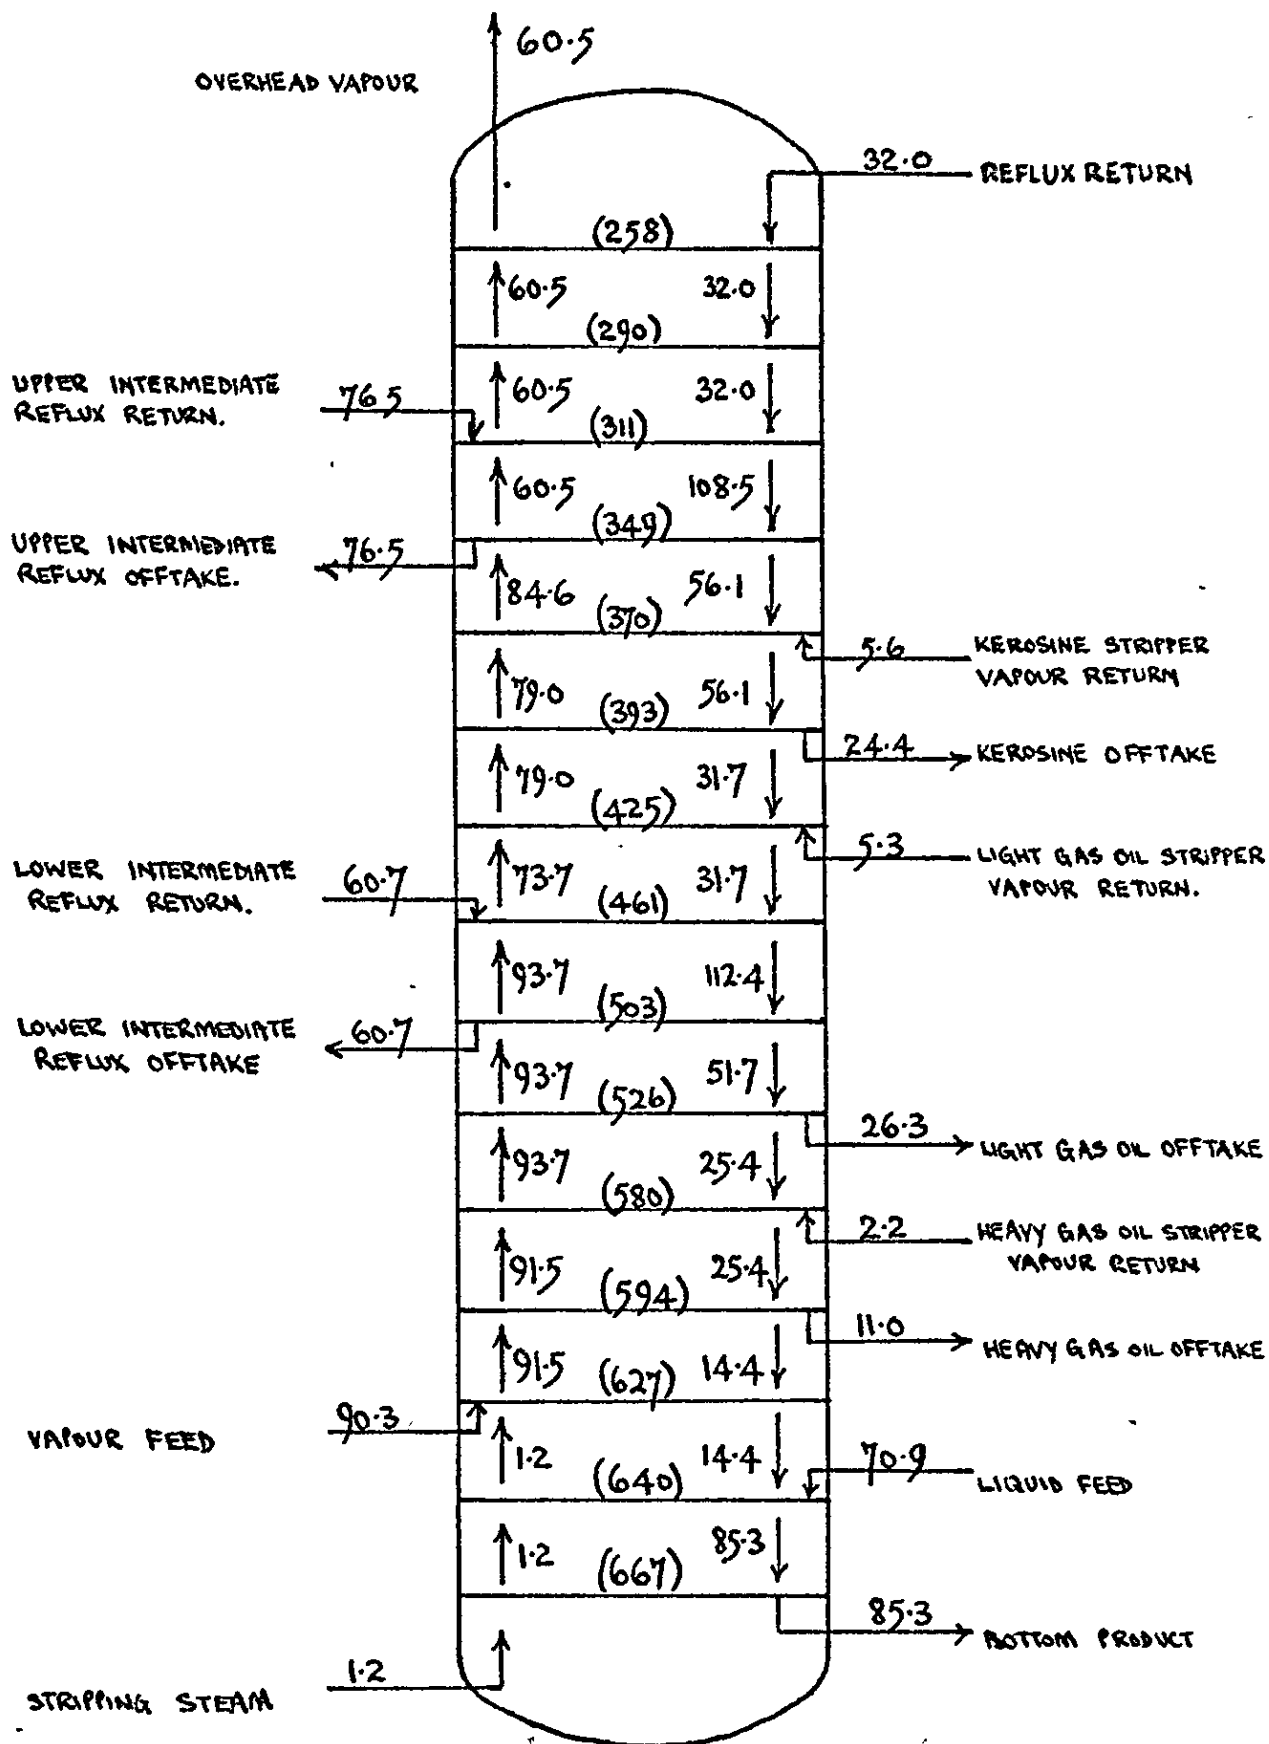 60.5
OVERHEAD VAPOUR
32.0
REFLUX RETURN
(258)
60.5 32.0
(290)
UPPER INTERMEDIATE
REFLUX RETURN.
76.5
60.5 32.0
(311)
60.5 108.5
(349)
UPPER INTERMEDIATE
REFLUX OFFTAKE.
76.5
84.6 56.1
(370)
5.6
KEROSINE STRIPPER
VAPOUR RETURN
79.0 56.1
(393)
24.4
KEROSINE OFFTAKE
79.0 31.7
(425)
5.3
LIGHT GAS OIL STRIPPER
VAPOUR RETURN.
LOWER INTERMEDIATE
REFLUX RETURN.
60.7
73.7 31.7
(461)
93.7 112.4
(503)
LOWER INTERMEDIATE
REFLUX OFFTAKE
60.7
93.7 51.7
(526)
26.3
LIGHT GAS OIL OFFTAKE
93.7 25.4
(580)
2.2
HEAVY GAS OIL STRIPPER
VAPOUR RETURN
91.5 25.4
(594)
11.0
HEAVY GAS OIL OFFTAKE
91.5 14.4
(627)
90.3
VAPOUR FEED
1.2 14.4
(640)
70.9
LIQUID FEED
1.2 85.3
(667)
85.3
BOTTOM PRODUCT
1.2
STRIPPING STEAM